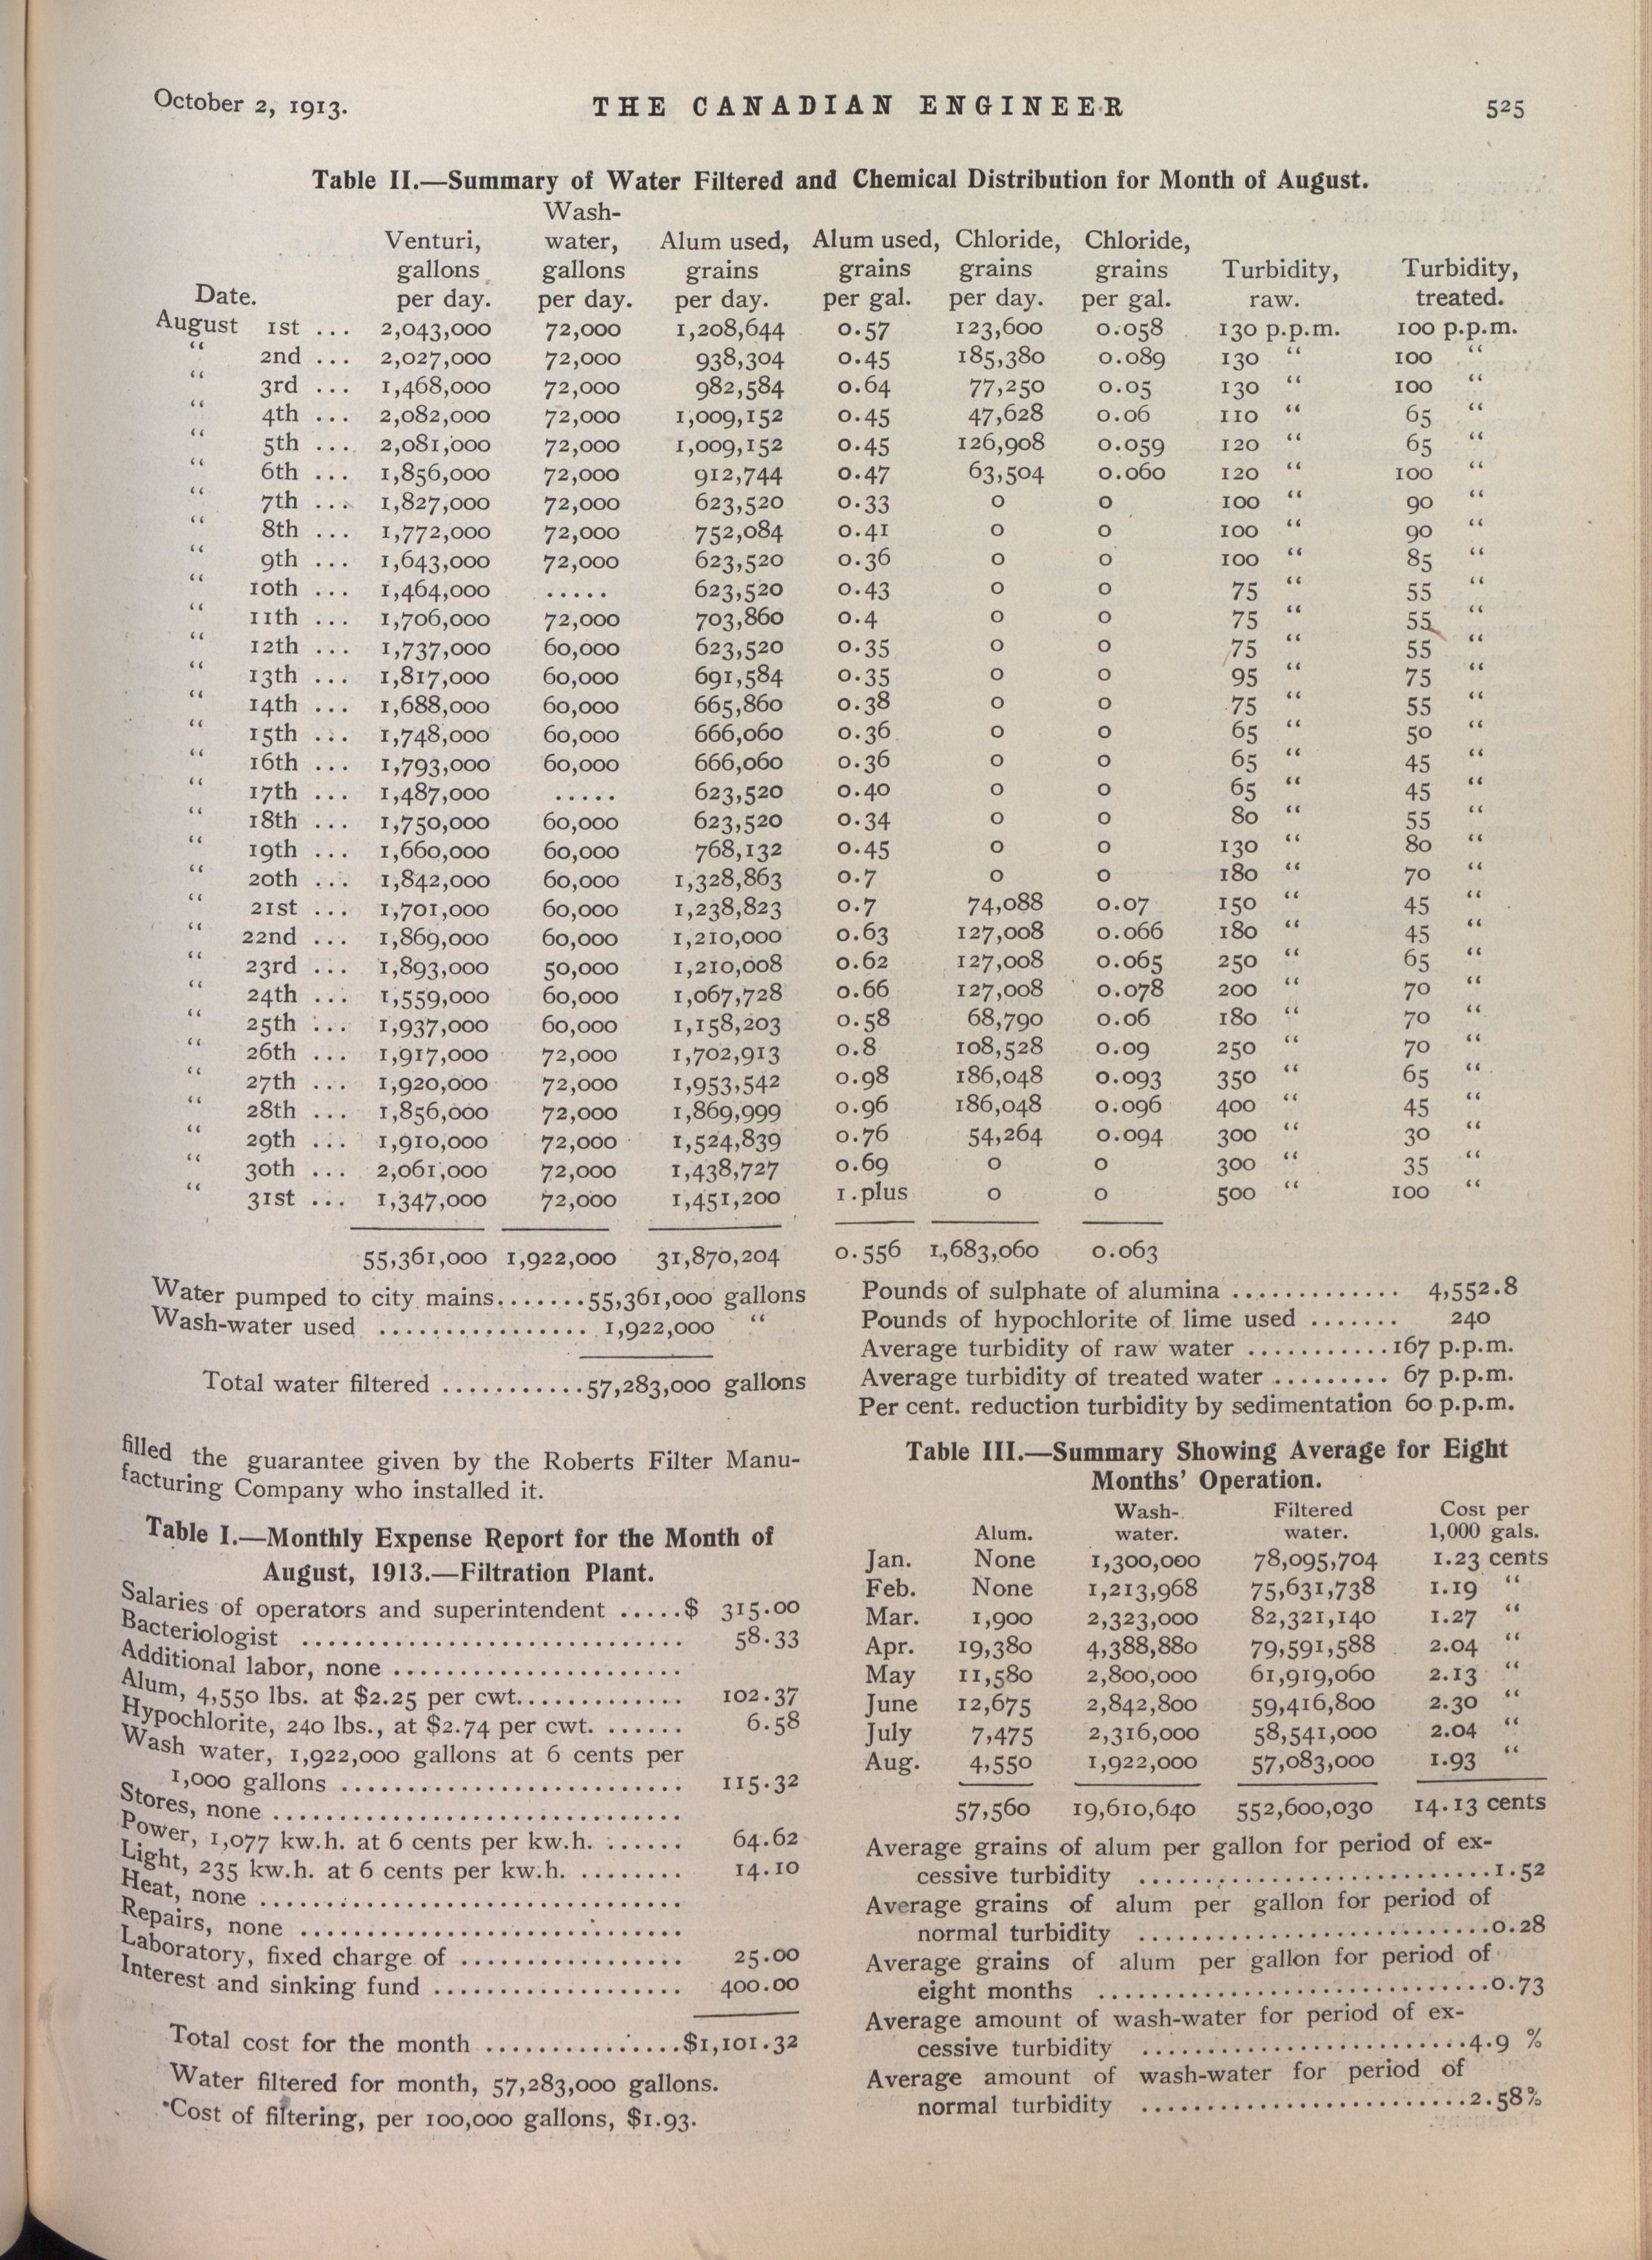 October 2, 1913.
THE CANADIAN ENGINEER
525
Table II.—Summary of Water Filtered and Chemical Distribution for Month of August.
Wash-
Venturi, water, Alum used, Alum used, Chloride, Chloride,
gallons gallons grains grains grains grains Turbidity, Turbidity,
Date. per day. per day. per day. per gal. per day. per gal. raw. treated.
August 1st ... 2,043,000 72,000 1,208,644 0.57 123,600 0.058 130 p.p.m. 100 p.p.m.
“ 2nd ... 2,027,000 72,000 938,304 0.45 185,380 0.089 130 “ 100 “
“ 3rd ... 1,468,000 72,000 982,584 0.64 77,250 0.05 130 “ 100 “
“ 4th ... 2,082,000 72,000 1,009,152 0.45 47,628 0.06 110 “ 65 “
“ 5th ... 2,081,000 72,000 1,009,152 0.45 126,908 0.059 120 “ 65 “
“ 6th ... 1,856,000 72,000 912,744 0.47 63,504 0.060 120 “ 100 “
“ 7th ... 1,827,000 72,000 623,520 0.33 0 0 100 “ 90 “
“ 8th ... 1,772,000 72,000 752,084 0.41 0 0 100 “ 90 “
“ 9th ... 1,643,000 72,000 623,520 0.36 0 0 100 “ 85 “
“ 10th ... 1,464,000 ..... 623,520 0.43 0 0 75 “ 55 “
“ 11th ... 1,706,000 72,000 703,860 0.4 0 0 75 “ 55 “
“ 12th ... 1,737,000 60,000 623,520 0.35 0 0 75 “ 55 “
“ 13th ... 1,817,000 60,000 691,584 0.35 0 0 95 “ 75 “
“ 14th ... 1,688,000 60,000 665,860 0.38 0 0 75 “ 55 “
“ 15th ... 1,748,000 60,000 666,060 0.36 0 0 65 “ 50 “
“ 16th ... 1,793,000 60,000 666,060 0.36 0 0 65 “ 45 “
“ 17th ... 1,487,000 ..... 623,520 0.40 0 0 65 “ 45 “
“ 18th ... 1,750,000 60,000 623,520 0.34 0 0 80 “ 55 “
“ 19th ... 1,660,000 60,000 768,132 0.45 0 0 130 “ 80 “
“ 20th ... 1,842,000 60,000 1,328,863 0.7 0 0 180 “ 70 “
“ 21st ... 1,701,000 60,000 1,238,823 0.7 74,088 0.07 150 “ 45 “
“ 22nd ... 1,869,000 60,000 1,210,000 0.63 127,008 0.066 180 “ 45 “
“ 23rd ... 1,893,000 50,000 1,210,008 0.62 127,008 0.065 250 “ 65 “
“ 24th ... 1,559,000 60,000 1,067,728 0.66 127,008 0.078 200 “ 70 “
“ 25th ... 1,937,000 60,000 1,158,203 0.58 68,790 0.06 180 “ 70 “
“ 26th ... 1,917,000 72,000 1,702,913 0.8 108,528 0.09 250 “ 70 “
“ 27th ... 1,920,000 72,000 1,953,542 0.98 186,048 0.093 350 “ 65 “
“ 28th ... 1,856,000 72,000 1,869,999 0.96 186,048 0.096 400 “ 45 “
“ 29th ... 1,910,000 72,000 1,524,839 0.76 54,264 0.094 300 “ 30 “
“ 30th ... 2,061,000 72,000 1,438,727 0.69 0 0 300 “ 35 “
“ 31st ... 1,347,000 72,000 1,451,200 1.plus 0 0 500 “ 100 “
55,361,000 1,922,000 31,870,204 0.556 1,683,060 0.063
Water pumped to city mains.......55,361,000 gallons
Wash-water used ................ 1,922,000 “
Total water filtered ...........57,283,000 gallons
Pounds of sulphate of alumina ............ 4,552.8
Pounds of hypochlorite of lime used ....... 240
Average turbidity of raw water ...........167 p.p.m.
Average turbidity of treated water ......... 67 p.p.m.
Per cent. reduction turbidity by sedimentation 60 p.p.m.
filled the guarantee given by the Roberts Filter Manu-
facturing Company who installed it.
Table I.—Monthly Expense Report for the Month of
August, 1913.—Filtration Plant.
Salaries of operators and superintendent .....$ 315.00
Bacteriologist ............................ 58.33
Additional labor, none .....................
Alum, 4,550 lbs. at $2.25 per cwt............. 102.37
Hypochlorite, 240 lbs., at $2.74 per cwt. ...... 6.58
Wash water, 1,922,000 gallons at 6 cents per
1,000 gallons ......................... 115.32
Stores, none ..............................
Power, 1,077 kw.h. at 6 cents per kw.h. ...... 64.62
Light, 235 kw.h. at 6 cents per kw.h. ......... 14.10
Heat, none ...............................
Repairs, none ............................
Laboratory, fixed charge of ................ 25.00
Interest and sinking fund .................. 400.00
Total cost for the month ...............$1,101.32
Water filtered for month, 57,283,000 gallons.
*Cost of filtering, per 100,000 gallons, $1.93.
Table III.—Summary Showing Average for Eight
Months' Operation.
Wash- Filtered Cost per
Alum. water. water. 1,000 gals.
Jan. None 1,300,000 78,095,704 1.23 cents
Feb. None 1,213,968 75,631,738 1.19 “
Mar. 1,900 2,323,000 82,321,140 1.27 “
Apr. 19,380 4,388,880 79,591,588 2.04 “
May 11,580 2,800,000 61,919,060 2.13 “
June 12,675 2,842,800 59,416,800 2.30 “
July 7,475 2,316,000 58,541,000 2.04 “
Aug. 4,550 1,922,000 57,083,000 1.93 “
57,560 19,610,640 552,600,030 14.13 cents
Average grains of alum per gallon for period of ex-
cessive turbidity ..........................1.52
Average grains of alum per gallon for period of
normal turbidity ..........................0.28
Average grains of alum per gallon for period of
eight months .............................0.73
Average amount of wash-water for period of ex-
cessive turbidity ........................4.9 %
Average amount of wash-water for period of
normal turbidity ........................2.58%